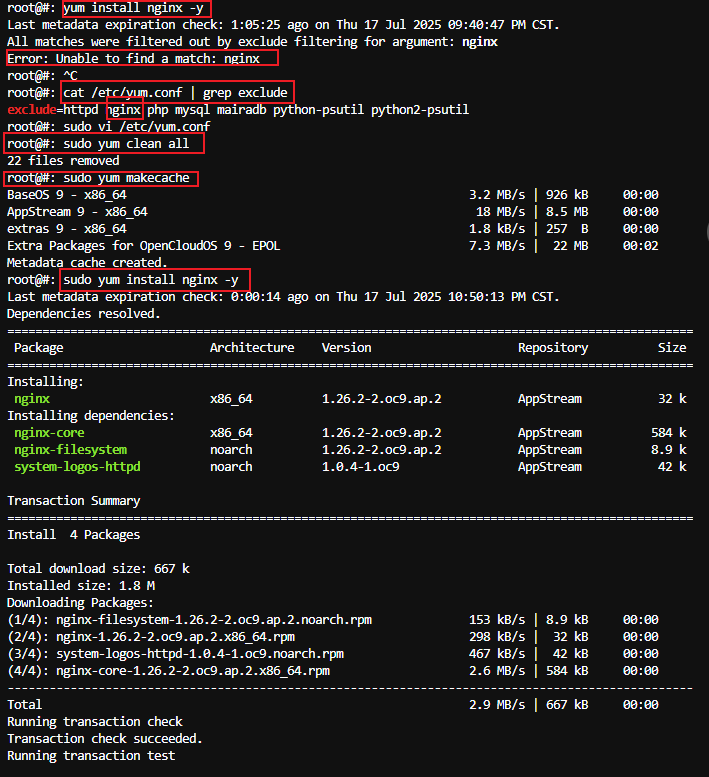 root@#: yum install nginx -y
Last metadata expiration check: 1:05:25 ago on Thu 17 Jul 2025 09:40:47 PM CST.
All matches were filtered out by exclude filtering for argument: nginx
Error: Unable to find a match: nginx
root@#: ^C
root@#: cat /etc/yum.conf | grep exclude
exclude=httpd nginx php mysql mairadb python-psutil python2-psutil
root@#: sudo vi /etc/yum.conf
root@#: sudo yum clean all
22 files removed
root@#: sudo yum makecache
BaseOS 9 - x86_64 3.2 MB/s | 926 kB 00:00
AppStream 9 - x86_64 18 MB/s | 8.5 MB 00:00
extras 9 - x86_64 1.8 kB/s | 257 B 00:00
Extra Packages for OpenCloudOS 9 - EPOL 7.3 MB/s | 22 MB 00:02
Metadata cache created.
root@#: sudo yum install nginx -y
Last metadata expiration check: 0:00:14 ago on Thu 17 Jul 2025 10:50:13 PM CST.
Dependencies resolved.
Package Architecture Version Repository Size
Installing:
nginx x86_64 1.26.2-2.oc9.ap.2 AppStream 32 k
Installing dependencies:
nginx-core x86_64 1.26.2-2.oc9.ap.2 AppStream 584 k
nginx-filesystem noarch 1.26.2-2.oc9.ap.2 AppStream 8.9 k
system-logos-httpd noarch 1.0.4-1.oc9 AppStream 42 k
Transaction Summary
Install 4 Packages
Total download size: 667 k
Installed size: 1.8 M
Downloading Packages:
(1/4): nginx-filesystem-1.26.2-2.oc9.ap.2.noarch.rpm 153 kB/s | 8.9 kB 00:00
(2/4): nginx-1.26.2-2.oc9.ap.2.x86_64.rpm 298 kB/s | 32 kB 00:00
(3/4): system-logos-httpd-1.0.4-1.oc9.noarch.rpm 467 kB/s | 42 kB 00:00
(4/4): nginx-core-1.26.2-2.oc9.ap.2.x86_64.rpm 2.6 MB/s | 584 kB 00:00
Total 2.9 MB/s | 667 kB 00:00
Running transaction check
Transaction check succeeded.
Running transaction test